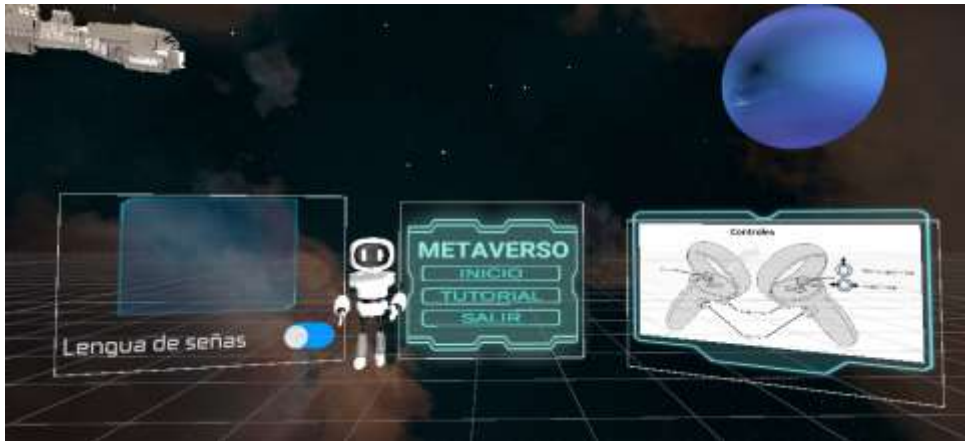 Lengua de señas
METAVERSO
INICIO
TUTORIAL
SALIR
Controles